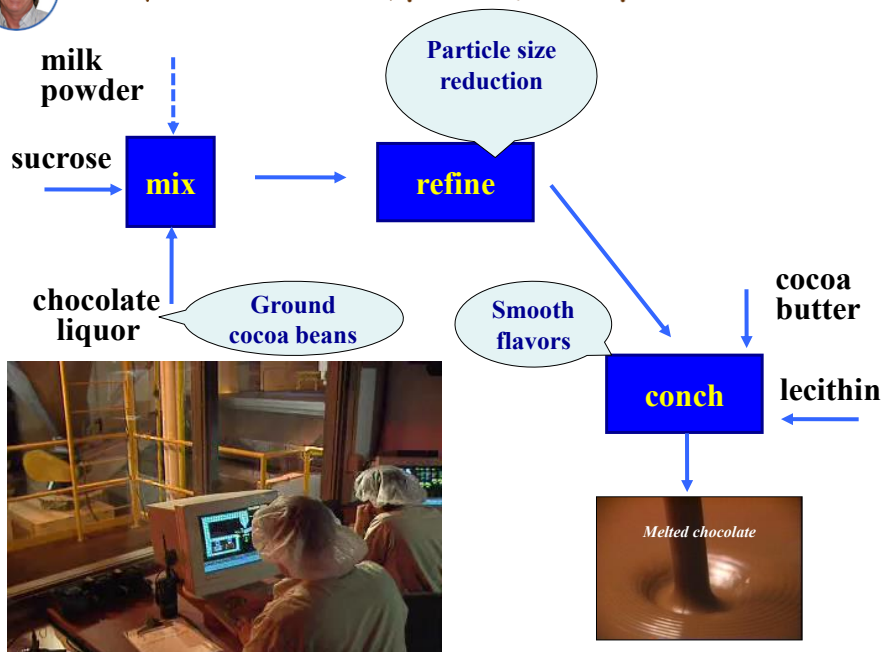 milk
powder
Particle size
reduction
sucrose
mix
refine
chocolate
liquor
Ground
cocoa beans
Smooth
flavors
cocoa
butter
conch
lecithin
Melted chocolate